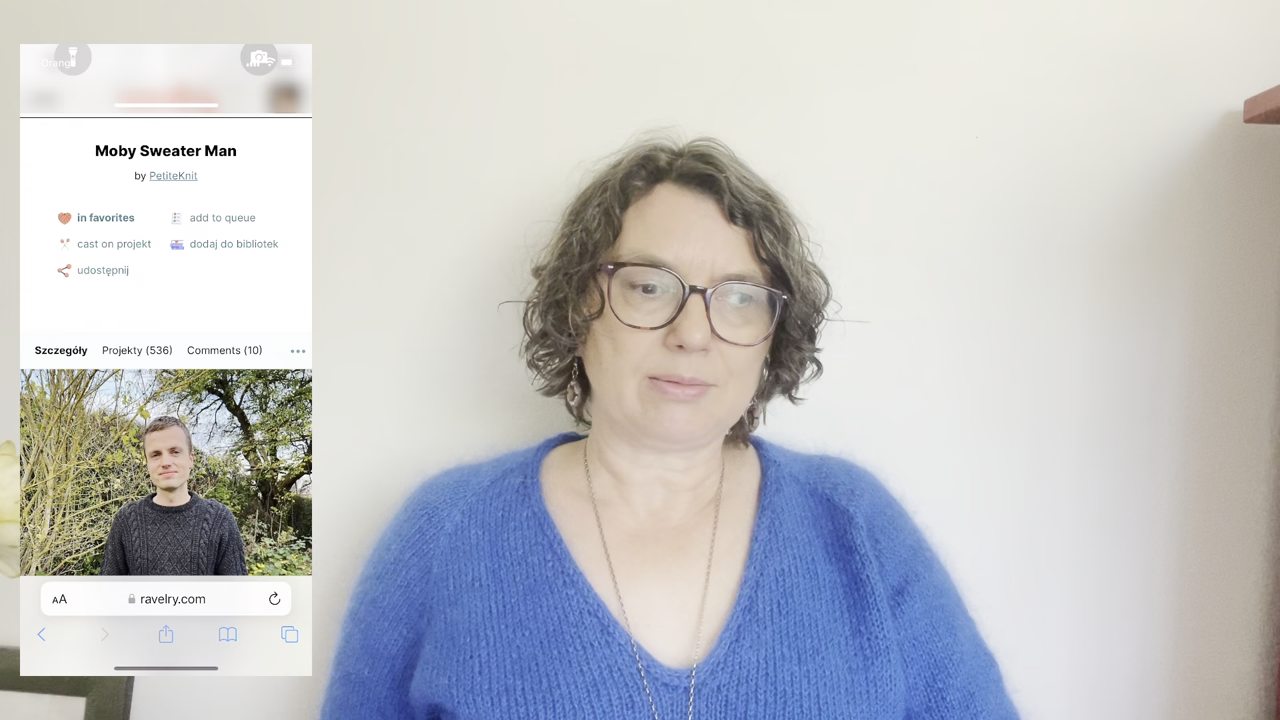 Orange
Moby Sweater Man
by PetiteKnit
in favorites
add to queue
cast on projekt
dodaj do bibliotek
udostępnij
Szczegóły
Projekty (536)
Comments (10)
AA
ravelry.com